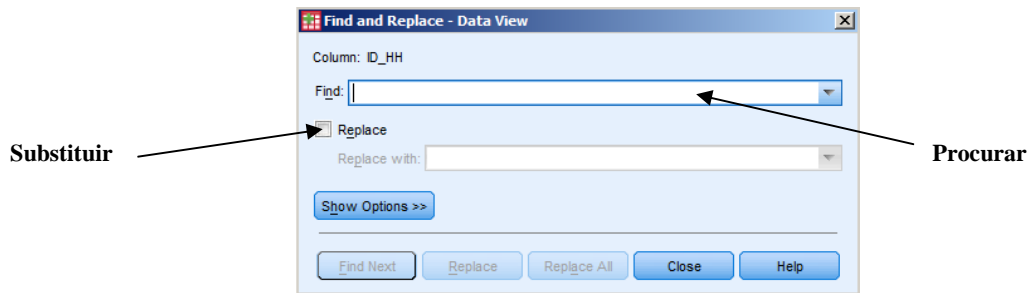 Find and Replace - Data View
Column: ID_HH
Find:
Replace
Substituir
Replace with:
Procurar
Show Options >>
Find Next Replace Replace All Close Help